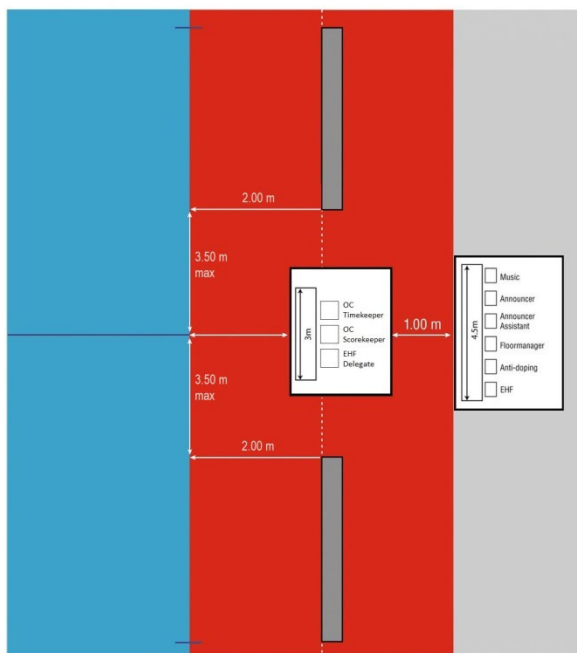 2.00 m
3.50 m
max
3m
OC
Timekeeper
OC
Scorekeeper
EHF
Delegate
1.00 m
4.5m
Music
Announcer
Announcer
Assistant
Floormanager
Anti-doping
EHF
3.50 m
max
2.00 m